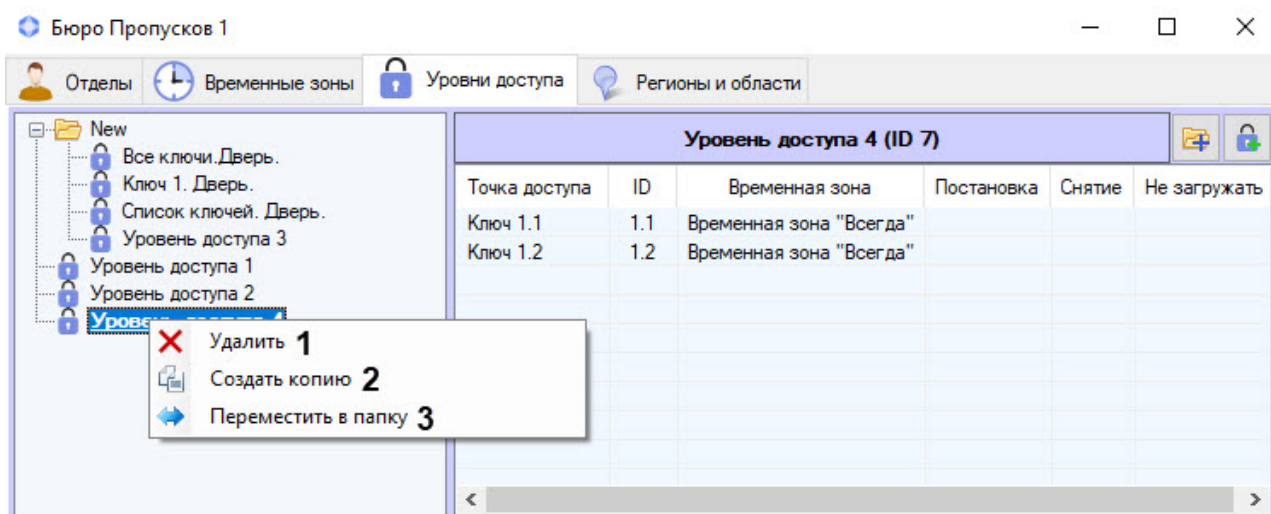 Бюро Пропусков 1
Отделы Временные зоны Уровни доступа Регионы и области
New
Все ключи.Дверь.
Ключ 1. Дверь.
Список ключей. Дверь.
Уровень доступа 3
Уровень доступа 1
Уровень доступа 2
Удалить 1
Создать копию 2
Переместить в папку 3
Уровень доступа 4 (ID 7)
Точка доступа ID Временная зона Постановка Снятие Не загружать
Ключ 1.1 1.1 Временная зона "Всегда"
Ключ 1.2 1.2 Временная зона "Всегда"